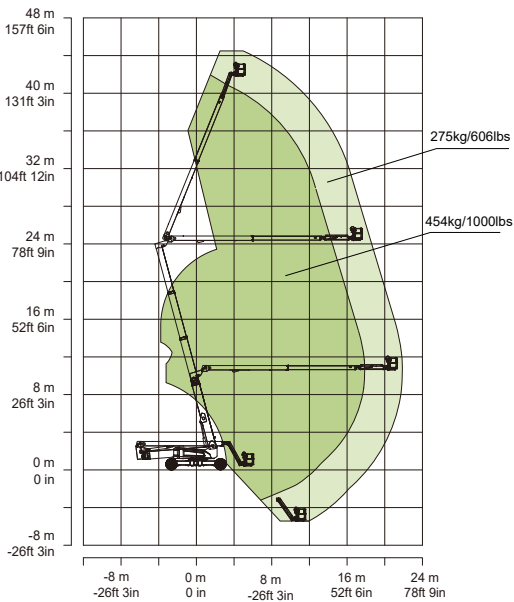 48 m
157ft 6in
40 m
131ft 3in
32 m
104ft 12in
24 m
78ft 9in
16 m
52ft 6in
8 m
26ft 3in
0 m
0 in
-8 m
-26ft 3in
275kg/606lbs
454kg/1000lbs
-8 m
-26ft 3in
0 m
0 in
8 m
-26ft 3in
16 m
52ft 6in
24 m
78ft 9in